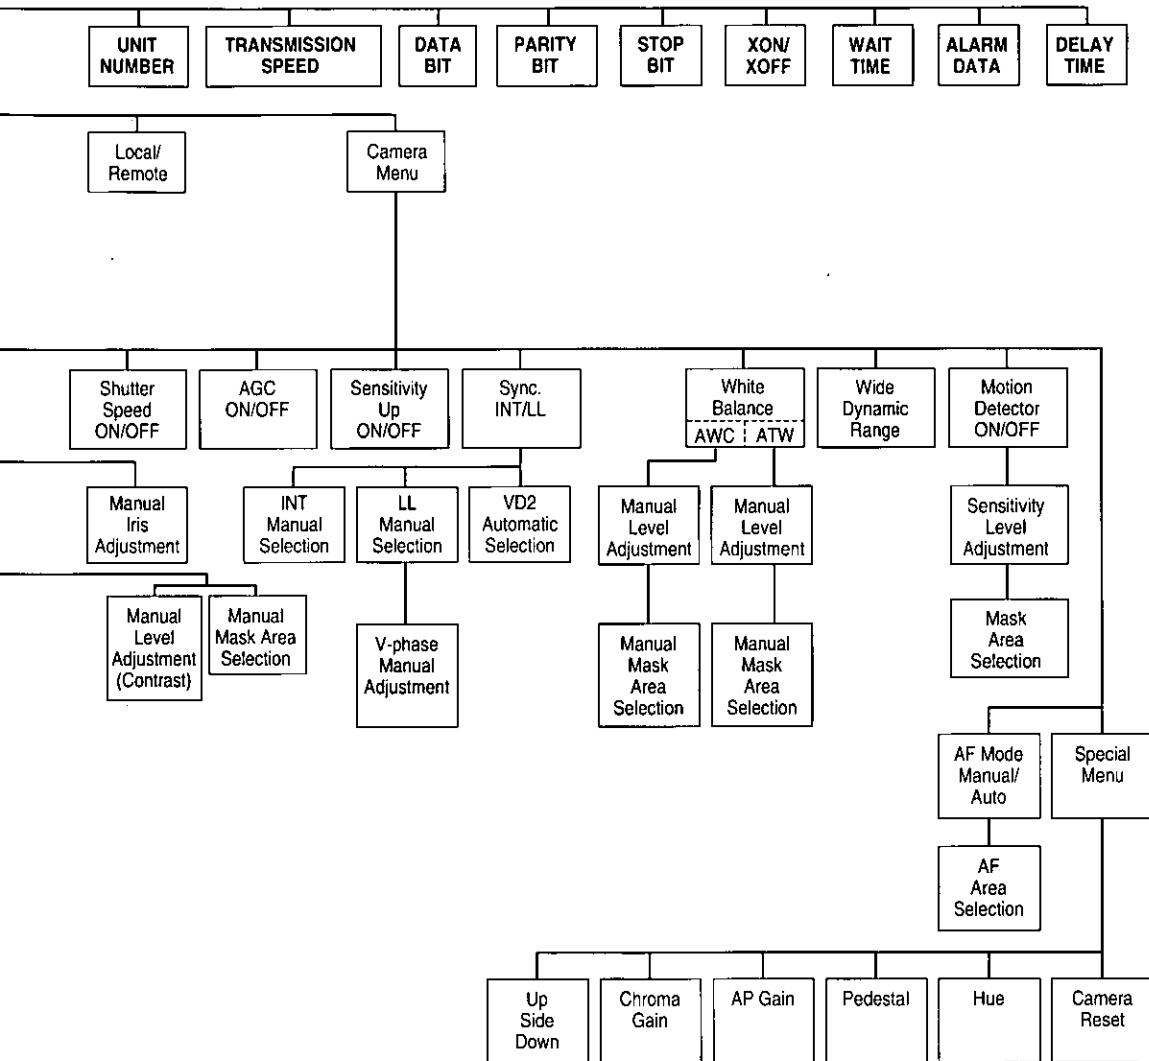 UNIT
NUMBER
TRANSMISSION
SPEED
DATA
BIT
PARITY
BIT
STOP
BIT
XON/
XOFF
WAIT
TIME
ALARM
DATA
DELAY
TIME
Local/
Remote
Camera
Menu
Shutter
Speed
ON/OFF
AGC
ON/OFF
Sensitivity
Up
ON/OFF
Sync.
INT/LL
White
Balance
AWC
ATW
Wide
Dynamic
Range
Motion
Detector
ON/OFF
Manual
Iris
Adjustment
INT
Manual
Selection
LL
Manual
Selection
VD2
Automatic
Selection
Manual
Level
Adjustment
Manual
Level
Adjustment
Sensitivity
Level
Adjustment
Manual
Level
Adjustment
(Contrast)
Manual
Mask Area
Selection
V-phase
Manual
Adjustment
Manual
Mask
Area
Selection
Manual
Mask
Area
Selection
Mask
Area
Selection
AF Mode
Manual/
Auto
Special
Menu
AF
Area
Selection
Up
Side
Down
Chroma
Gain
AP Gain
Pedestal
Hue
Camera
Reset